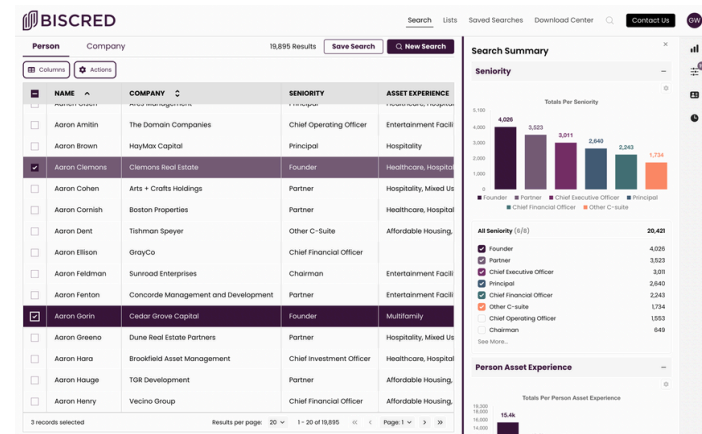 BISCRED
Search Lists Saved Searches Download Center Contact Us GW
Person Company 19,895 Results Save Search New Search
Columns Actions
NAME COMPANY SENIORITY ASSET EXPERIENCE
Ares Management Principal Healthcare, Hospital
Aaron Amitin The Domain Companies Chief Operating Officer Entertainment Facili
Aaron Brown HayMax Capital Principal Hospitality
Aaron Clemons Clemons Real Estate Founder Healthcare, Hospital
Aaron Cohen Arts + Crafts Holdings Partner Hospitality, Mixed Us
Aaron Cornish Boston Properties Partner Healthcare, Hospital
Aaron Dent Tishman Speyer Other C-Suite Affordable Housing,
Aaron Ellison GrayCo Chief Financial Officer
Aaron Feldman Sunroad Enterprises Chairman Entertainment Facili
Aaron Fenton Concorde Management and Development Partner Entertainment Facili
Aaron Gorin Cedar Grove Capital Founder Multifamily
Aaron Greeno Dune Real Estate Partners Partner Hospitality, Mixed Us
Aaron Hara Brookfield Asset Management Chief Investment Officer Healthcare, Hospital
Aaron Hauge TGR Development Partner Affordable Housing,
Aaron Henry Vecino Group Chief Financial Officer Affordable Housing,
3 records selected Results per page: 20 1 - 20 of 19,895 « < Page: 1 > »
Search Summary
Seniority
Totals Per Seniority
5,100
4,000
3,000
2,000
1,000
0
4,026 3,523 3,011 2,640 2,243 1,734
Founder Partner Chief Executive Officer Principal
Chief Financial Officer Other C-suite
All Seniority (6/8) 20,421
Founder 4,026
Partner 3,523
Chief Executive Officer 3,011
Principal 2,640
Chief Financial Officer 2,243
Other C-suite 1,734
Chief Operating Officer 1,553
Chairman 849
See More...
Person Asset Experience
Totals Per Person Asset Experience
18,000
16,000
14,000
15.4k